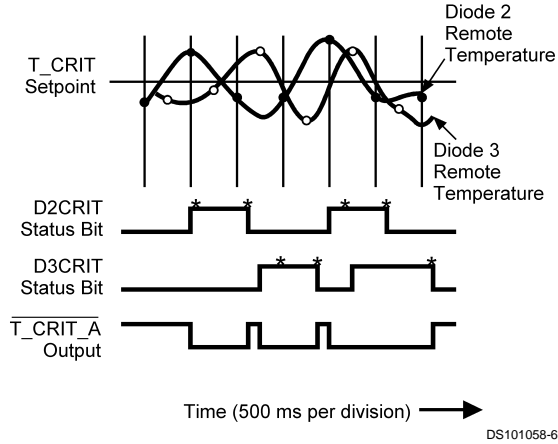 Diode 2
Remote
Temperature
T_CRIT
Setpoint
Diode 3
Remote
Temperature
D2CRIT
Status Bit
* * * *
D3CRIT
Status Bit
* * *
T_CRIT_A
Output
Time (500 ms per division)
DS101058-6